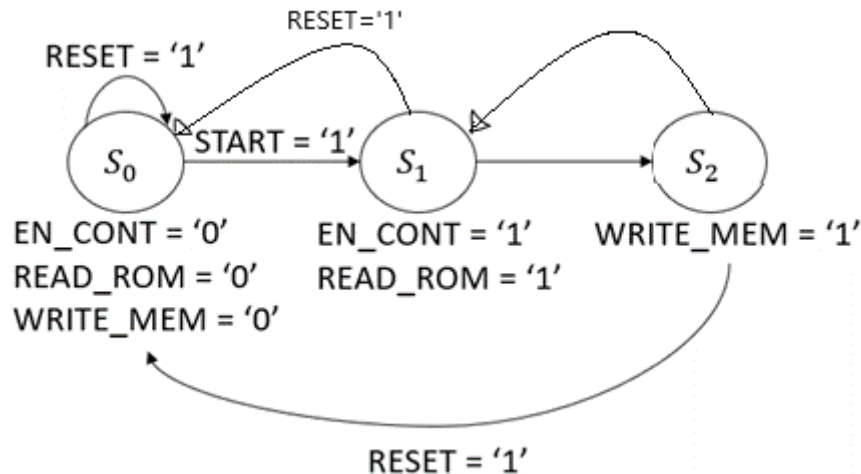 RESET='1'
RESET = ‘1’
START = ‘1’
S₀
S₁
S₂
EN_CONT = ‘0’
READ_ROM = ‘0’
WRITE_MEM = ‘0’
EN_CONT = ‘1’
READ_ROM = ‘1’
WRITE_MEM = ‘1’
RESET = ‘1’